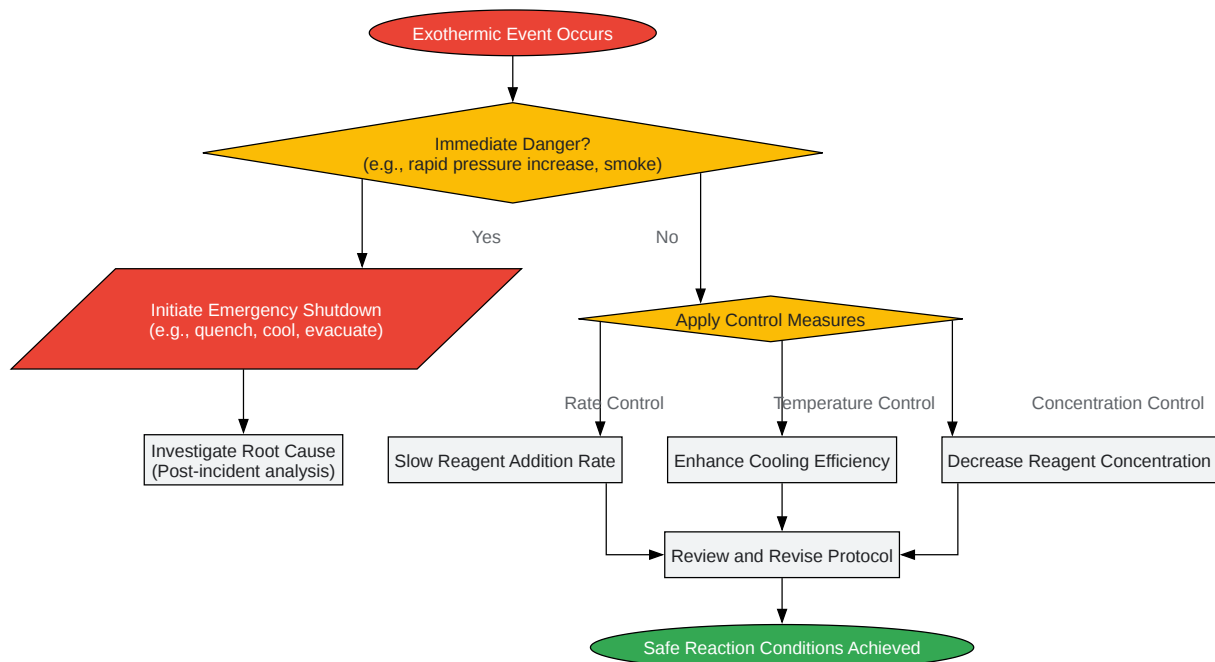 Exothermic Event Occurs
Immediate Danger?
(e.g., rapid pressure increase, smoke)
Yes
No
Initiate Emergency Shutdown
(e.g., quench, cool, evacuate)
Apply Control Measures
Rate Control
Temperature Control
Concentration Control
Investigate Root Cause
(Post-incident analysis)
Slow Reagent Addition Rate
Enhance Cooling Efficiency
Decrease Reagent Concentration
Review and Revise Protocol
Safe Reaction Conditions Achieved